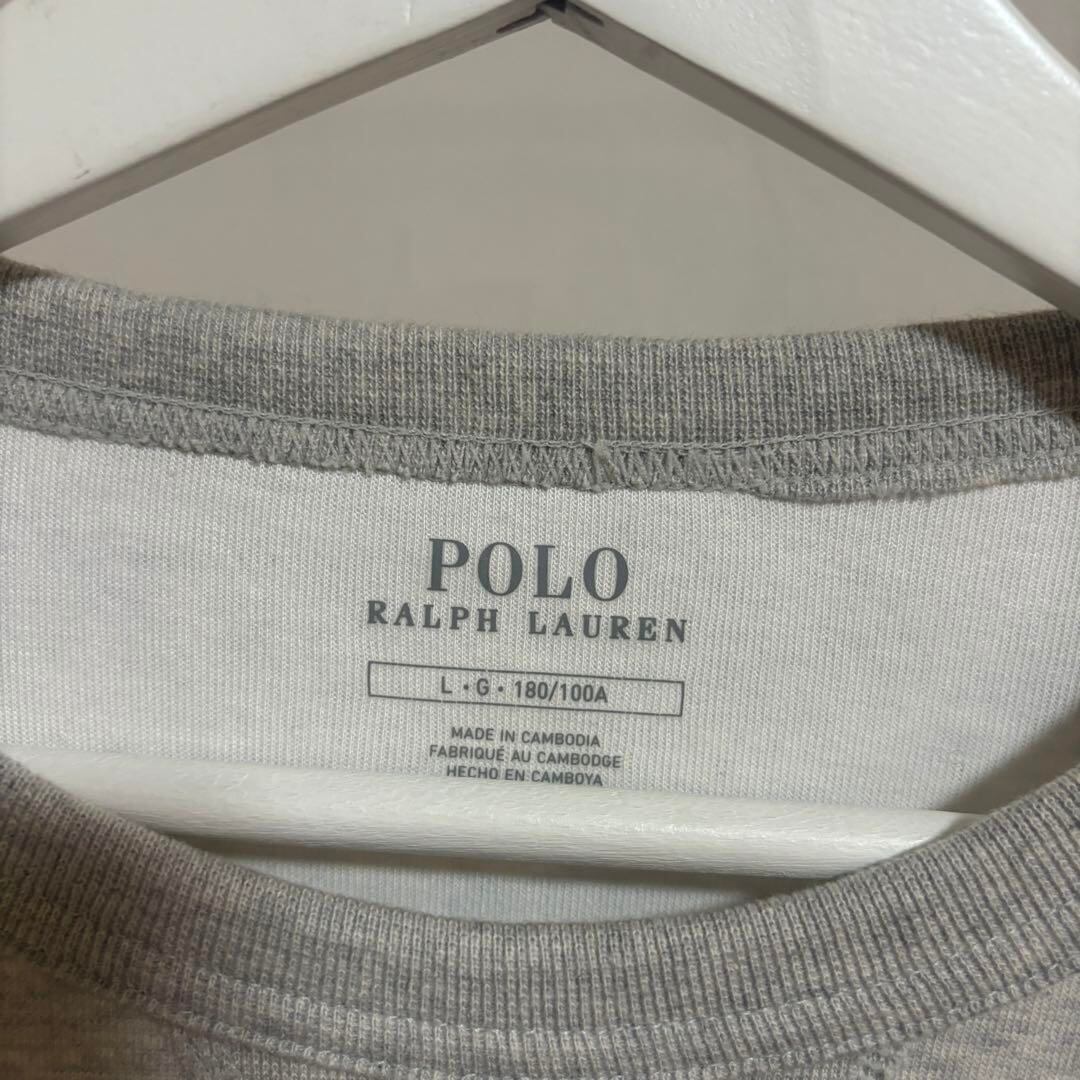 POLO
RALPH LAUREN
L • G • 180/100A
MADE IN CAMBODIA
FABRIQUÉ AU CAMBODGE
HECHO EN CAMBOYA